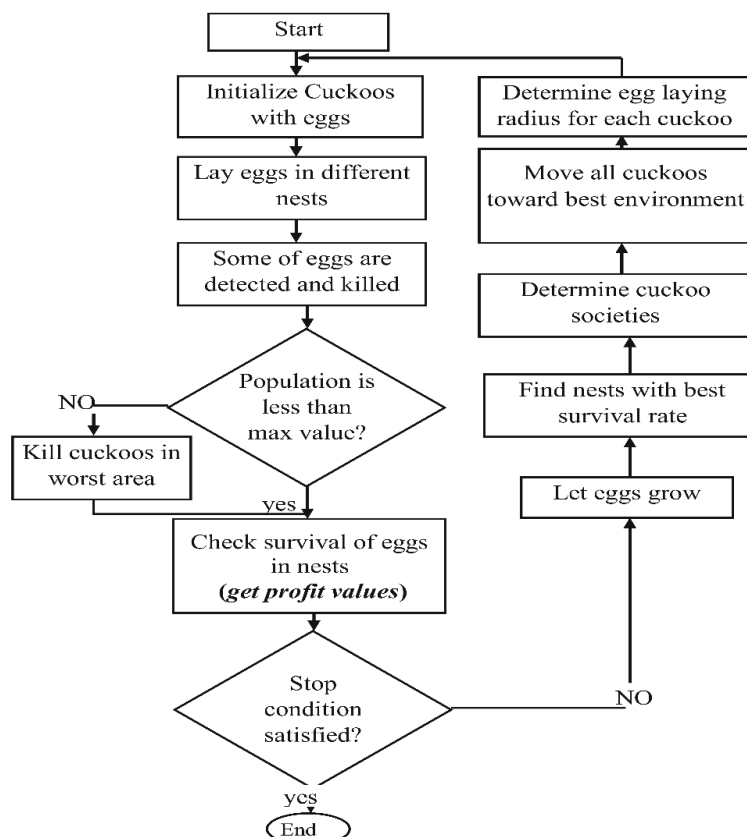 Start
Initialize Cuckoos
with eggs
Lay eggs in different
nests
Some of eggs are
detected and killed
Population is
less than
max value?
NO
Kill cuckoos in
worst area
yes
Check survival of eggs
in nests
(get profit values)
Stop
condition
satisfied?
yes
End
NO
Let eggs grow
Find nests with best
survival rate
Determine cuckoo
societies
Move all cuckoos
toward best environment
Determine egg laying
radius for each cuckoo